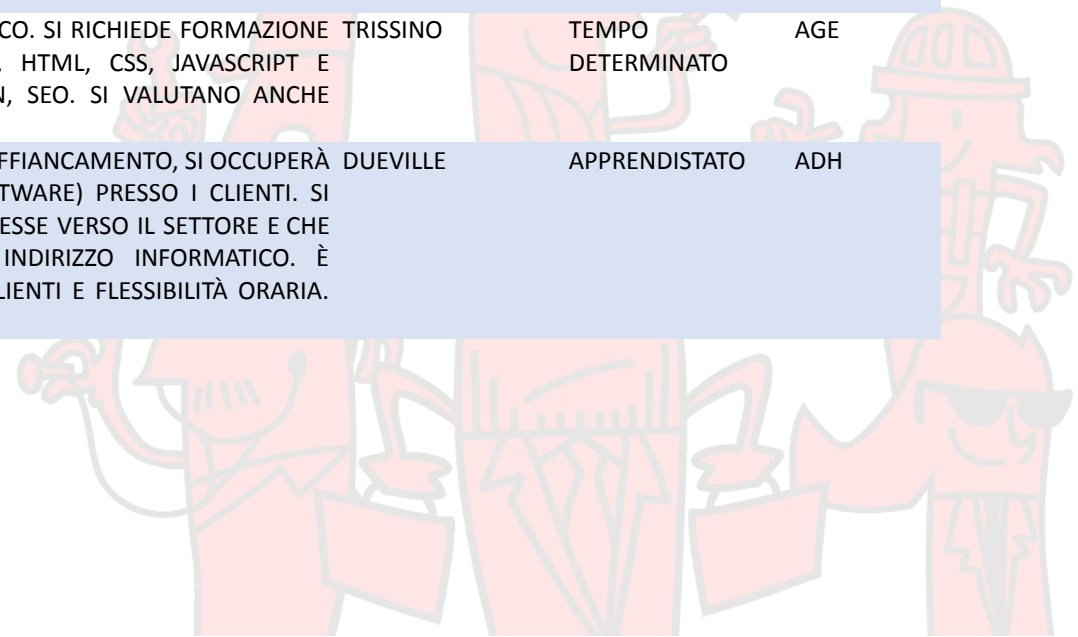 CO. SI RICHIEDE FORMAZIONE TRISSINO TEMPO AGE
HTML, CSS, JAVASCRIPT E DETERMINATO
SEO. SI VALUTANO ANCHE
FFIANCAMENTO, SI OCCUPERÀ DUEVILLE APPRENDISTATO ADH
TWARE) PRESSO I CLIENTI. SI
ESSE VERSO IL SETTORE E CHE
INDIRIZZO INFORMATICO. È
LIENTI E FLESSIBILITÀ ORARIA.